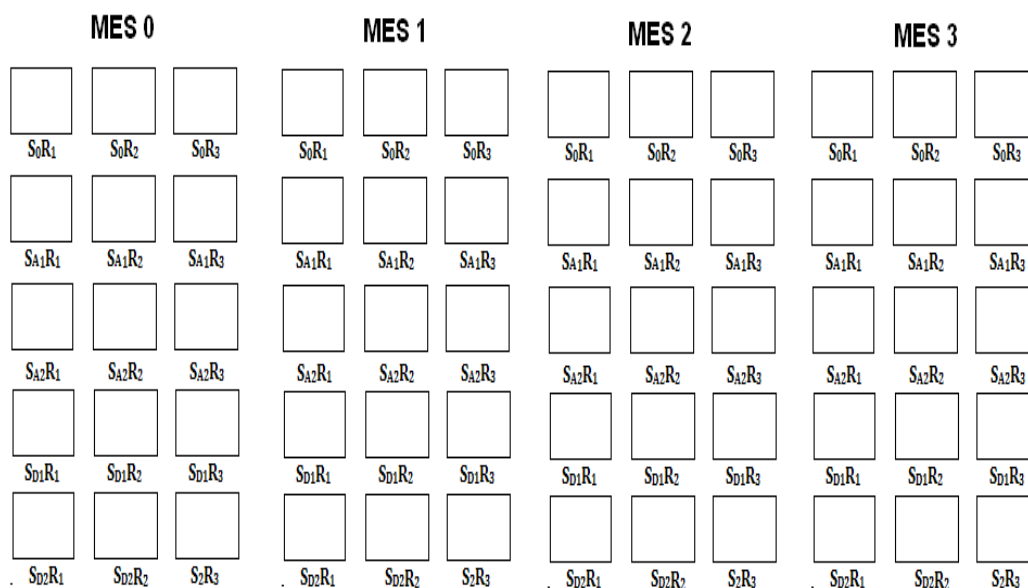 MES 0 MES 1 MES 2 MES 3
S0R1 S0R2 S0R3 S0R1 S0R2 S0R3 S0R1 S0R2 S0R3 S0R1 S0R2 S0R3
SA1R1 SA1R2 SA1R3 SA1R1 SA1R2 SA1R3 SA1R1 SA1R2 SA1R3 SA1R1 SA1R2 SA1R3
SA2R1 SA2R2 SA2R3 SA2R1 SA2R2 SA2R3 SA2R1 SA2R2 SA2R3 SA2R1 SA2R2 SA2R3
SD1R1 SD1R2 SD1R3 SD1R1 SD1R2 SD1R3 SD1R1 SD1R2 SD1R3 SD1R1 SD1R2 SD1R3
. SD2R1 SD2R2 S2R3 . SD2R1 SD2R2 S2R3 . SD2R1 SD2R2 S2R3 . SD2R1 SD2R2 S2R3